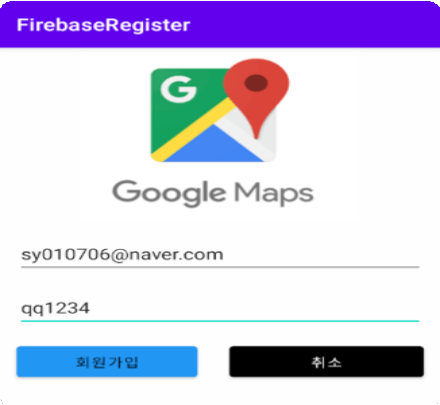 FirebaseRegister
G
Google Maps
sy010706@naver.com
qq1234
회원가입
취소